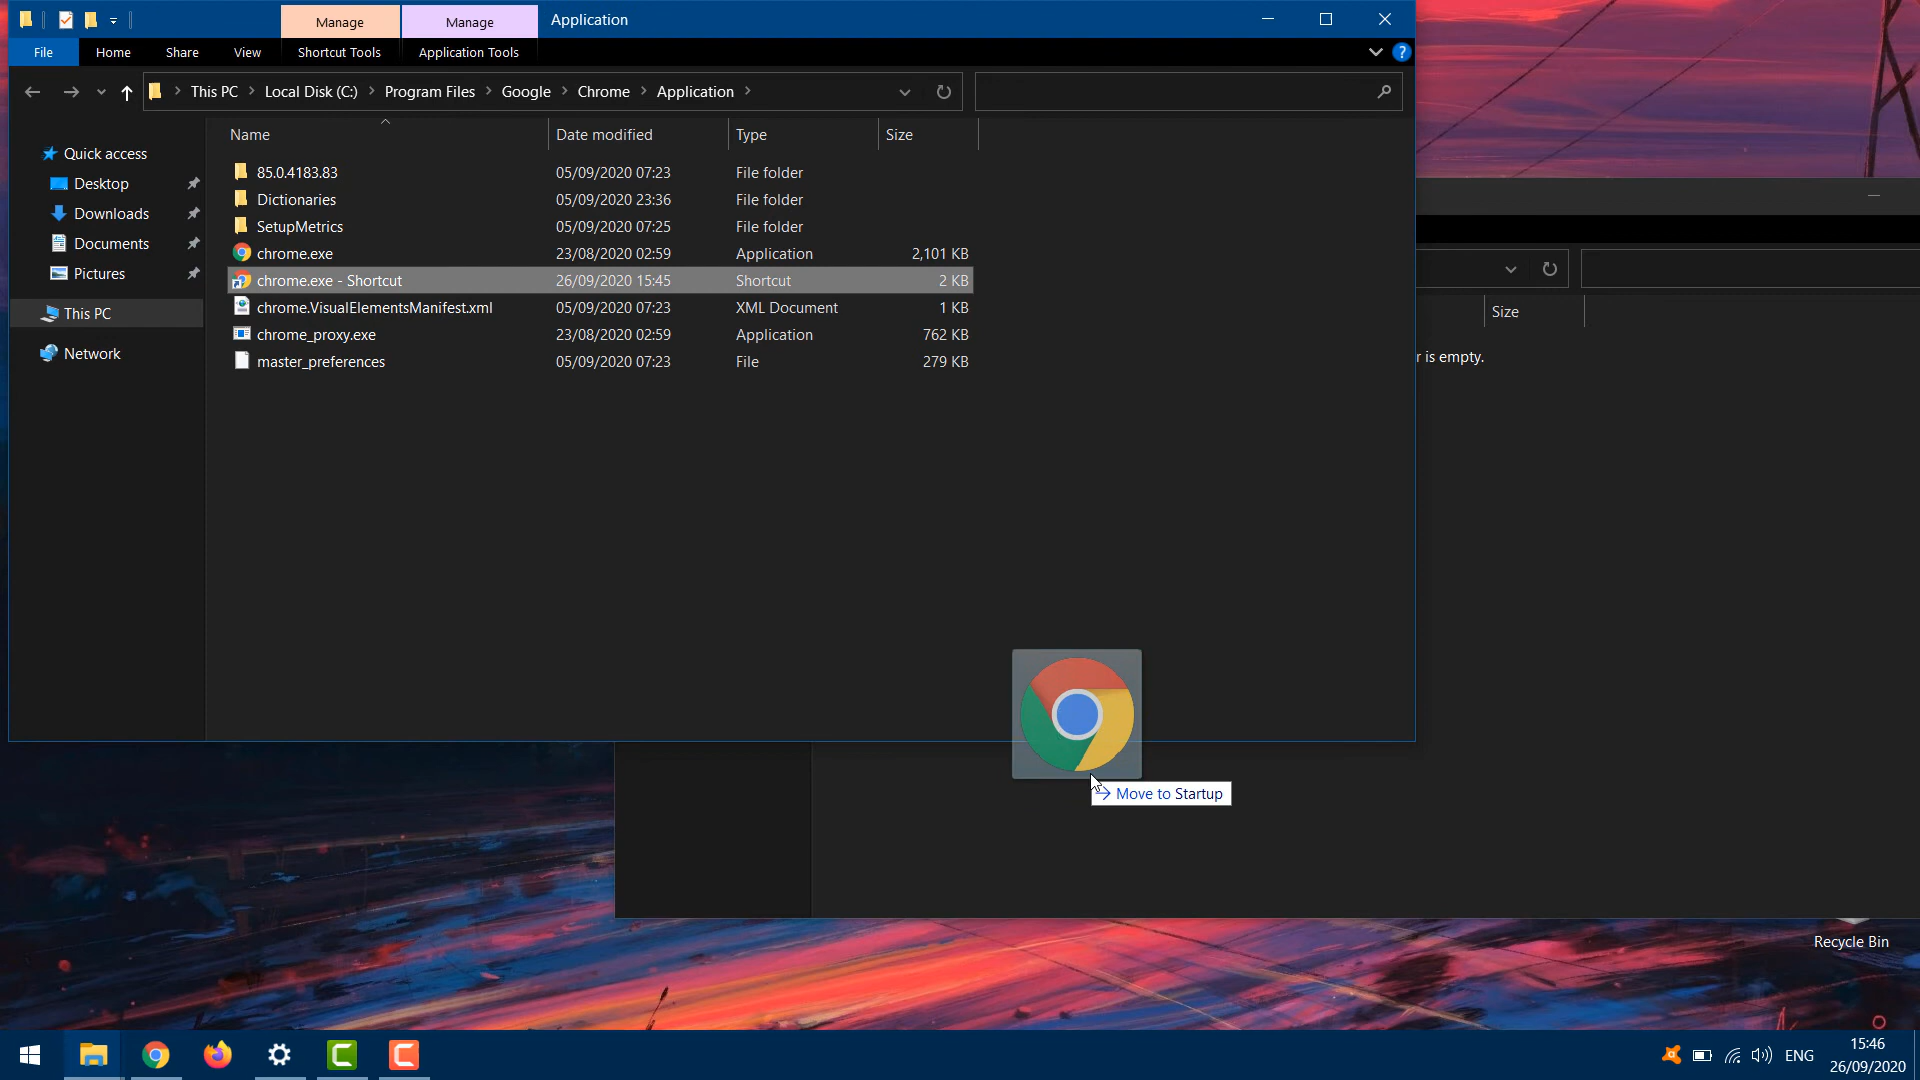 Manage
Manage
Application
File
Home
Share
View
Shortcut Tools
Application Tools
?
This PC
Local Disk (C:)
Program Files
Google
Chrome
Application
Name
Date modified
Type
Size
Quick access
Desktop
Downloads
Documents
Pictures
This PC
Network
85.0.4183.83 05/09/2020 07:23 File folder
Dictionaries 05/09/2020 23:36 File folder
SetupMetrics 05/09/2020 07:25 File folder
chrome.exe 23/08/2020 02:59 Application 2,101 KB
chrome.exe - Shortcut 26/09/2020 15:45 Shortcut 2 KB
chrome.VisualElementsManifest.xml 05/09/2020 07:23 XML Document 1 KB
chrome_proxy.exe 23/08/2020 02:59 Application 762 KB
master_preferences 05/09/2020 07:23 File 279 KB
Size
r is empty.
Move to Startup
Recycle Bin
ENG
15:46
26/09/2020